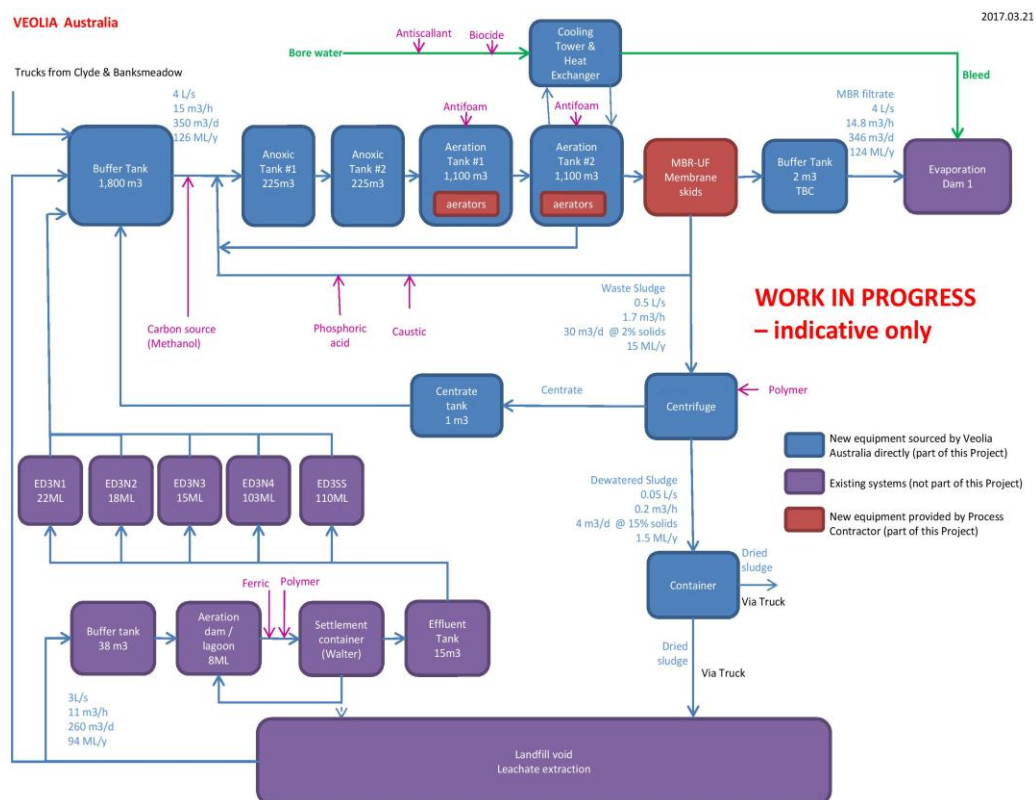 VEOLIA Australia
2017.03.21
Antiscallant
Biocide
Bore water
Cooling
Tower &
Heat
Exchanger
Bleed
Trucks from Clyde & Banksmeadow
4 L/s
15 m3/h
350 m3/d
126 ML/y
Antifoam
Antifoam
MBR filtrate
4 L/s
14.8 m3/h
346 m3/d
124 ML/y
Buffer Tank
1,800 m3
Anoxic
Tank #1
225m3
Anoxic
Tank #2
225m3
Aeration
Tank #1
1,100 m3
aerators
Aeration
Tank #2
1,100 m3
aerators
MBR-UF
Membrane
skids
Buffer Tank
2 m3
TBC
Evaporation
Dam 1
Carbon source
(Methanol)
Phosphoric
acid
Caustic
Waste Sludge
0.5 L/s
1.7 m3/h
30 m3/d @ 2% solids
15 ML/y
WORK IN PROGRESS
– indicative only
Centrate
tank
1 m3
Centrate
Centrifuge
Polymer
New equipment sourced by Veolia
Australia directly (part of this Project)
Existing systems (not part of this Project)
New equipment provided by Process
Contractor (part of this Project)
ED3N1
22ML
ED3N2
18ML
ED3N3
15ML
ED3N4
103ML
ED3SS
110ML
Dewatered Sludge
0.05 L/s
0.2 m3/h
4 m3/d @ 15% solids
1.5 ML/y
Container
Dried
sludge
Via Truck
Ferric
Polymer
Buffer tank
38 m3
Aeration
dam /
lagoon
8ML
Settlement
container
(Walter)
Effluent
Tank
15m3
Dried
sludge
Via Truck
3L/s
11 m3/h
260 m3/d
94 ML/y
Landfill void
Leachate extraction